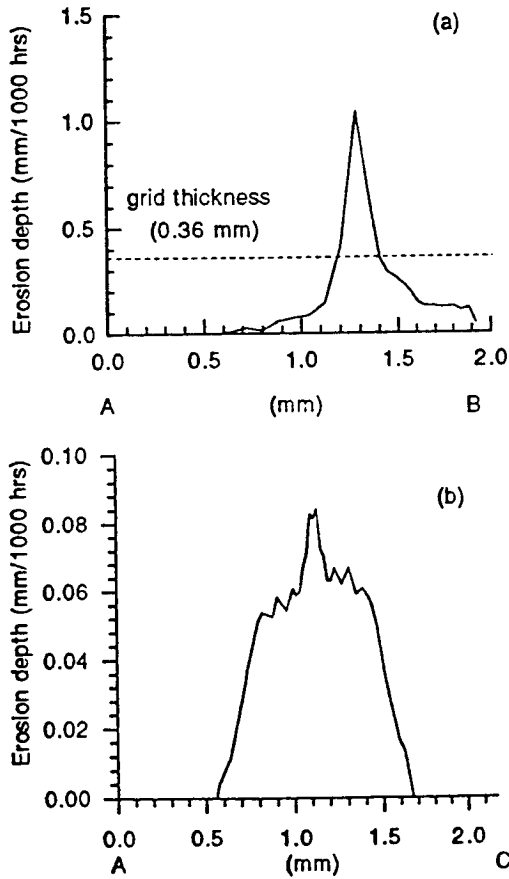 (a)
Erosion depth (mm/1000 hrs)
1.5
1.0
0.5
0.0
grid thickness
(0.36 mm)
0.0 0.5 1.0 1.5 2.0
A (mm) B
(b)
Erosion depth (mm/1000 hrs)
0.10
0.08
0.06
0.04
0.02
0.00
0.0 0.5 1.0 1.5 2.0
A (mm) C